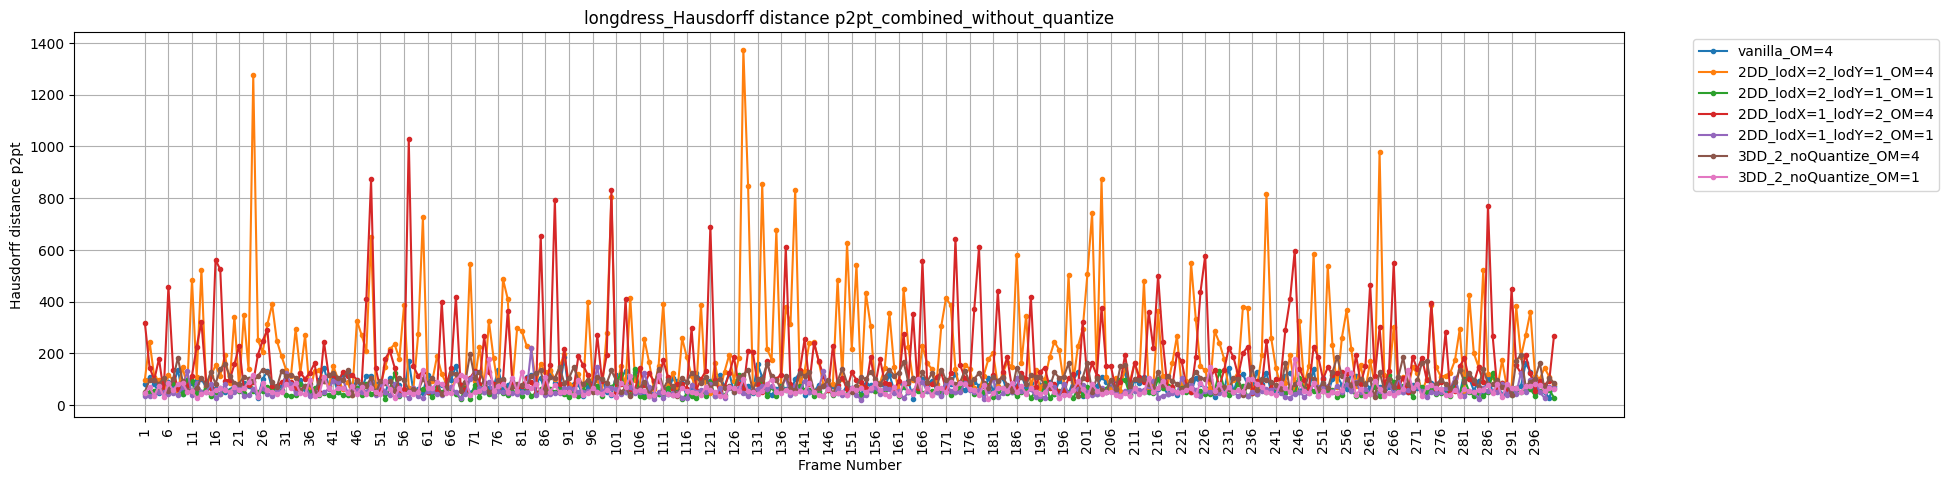 longdress_Hausdorff distance p2pt_combined_without_quantize
Hausdorff distance p2pt
1400
1200
1000
800
600
400
200
0
1 6 11 16 21 26 31 36 41 46 51 56 61 66 71 76 81 86 91 96 101 106 111 116 121 126 131 136 141 146 151 156 161 166 171 176 181 186 191 196 201 206 211 216 221 226 231 236 241 246 251 256 261 266 271 276 281 286 291 296
Frame Number
vanilla_OM=4
2DD_lodX=2_lodY=1_OM=4
2DD_lodX=2_lodY=1_OM=1
2DD_lodX=1_lodY=2_OM=4
2DD_lodX=1_lodY=2_OM=1
3DD_2_noQuantize_OM=4
3DD_2_noQuantize_OM=1